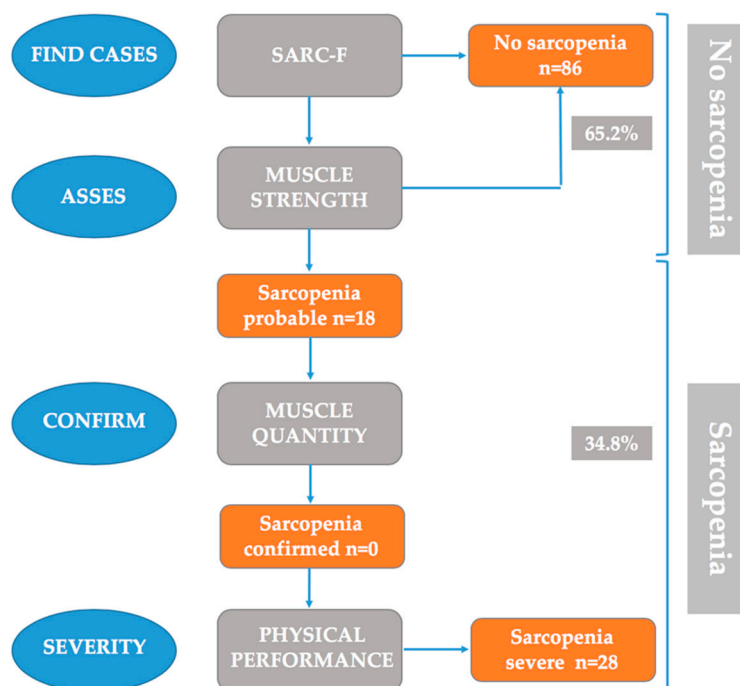 FIND CASES
SARC-F
No sarcopenia
n=86
No sarcopenia
65.2%
ASSES
MUSCLE
STRENGTH
Sarcopenia
probable n=18
CONFIRM
MUSCLE
QUANTITY
34.8%
Sarcopenia
Sarcopenia
confirmed n=0
SEVERITY
PHYSICAL
PERFORMANCE
Sarcopenia
severe n=28